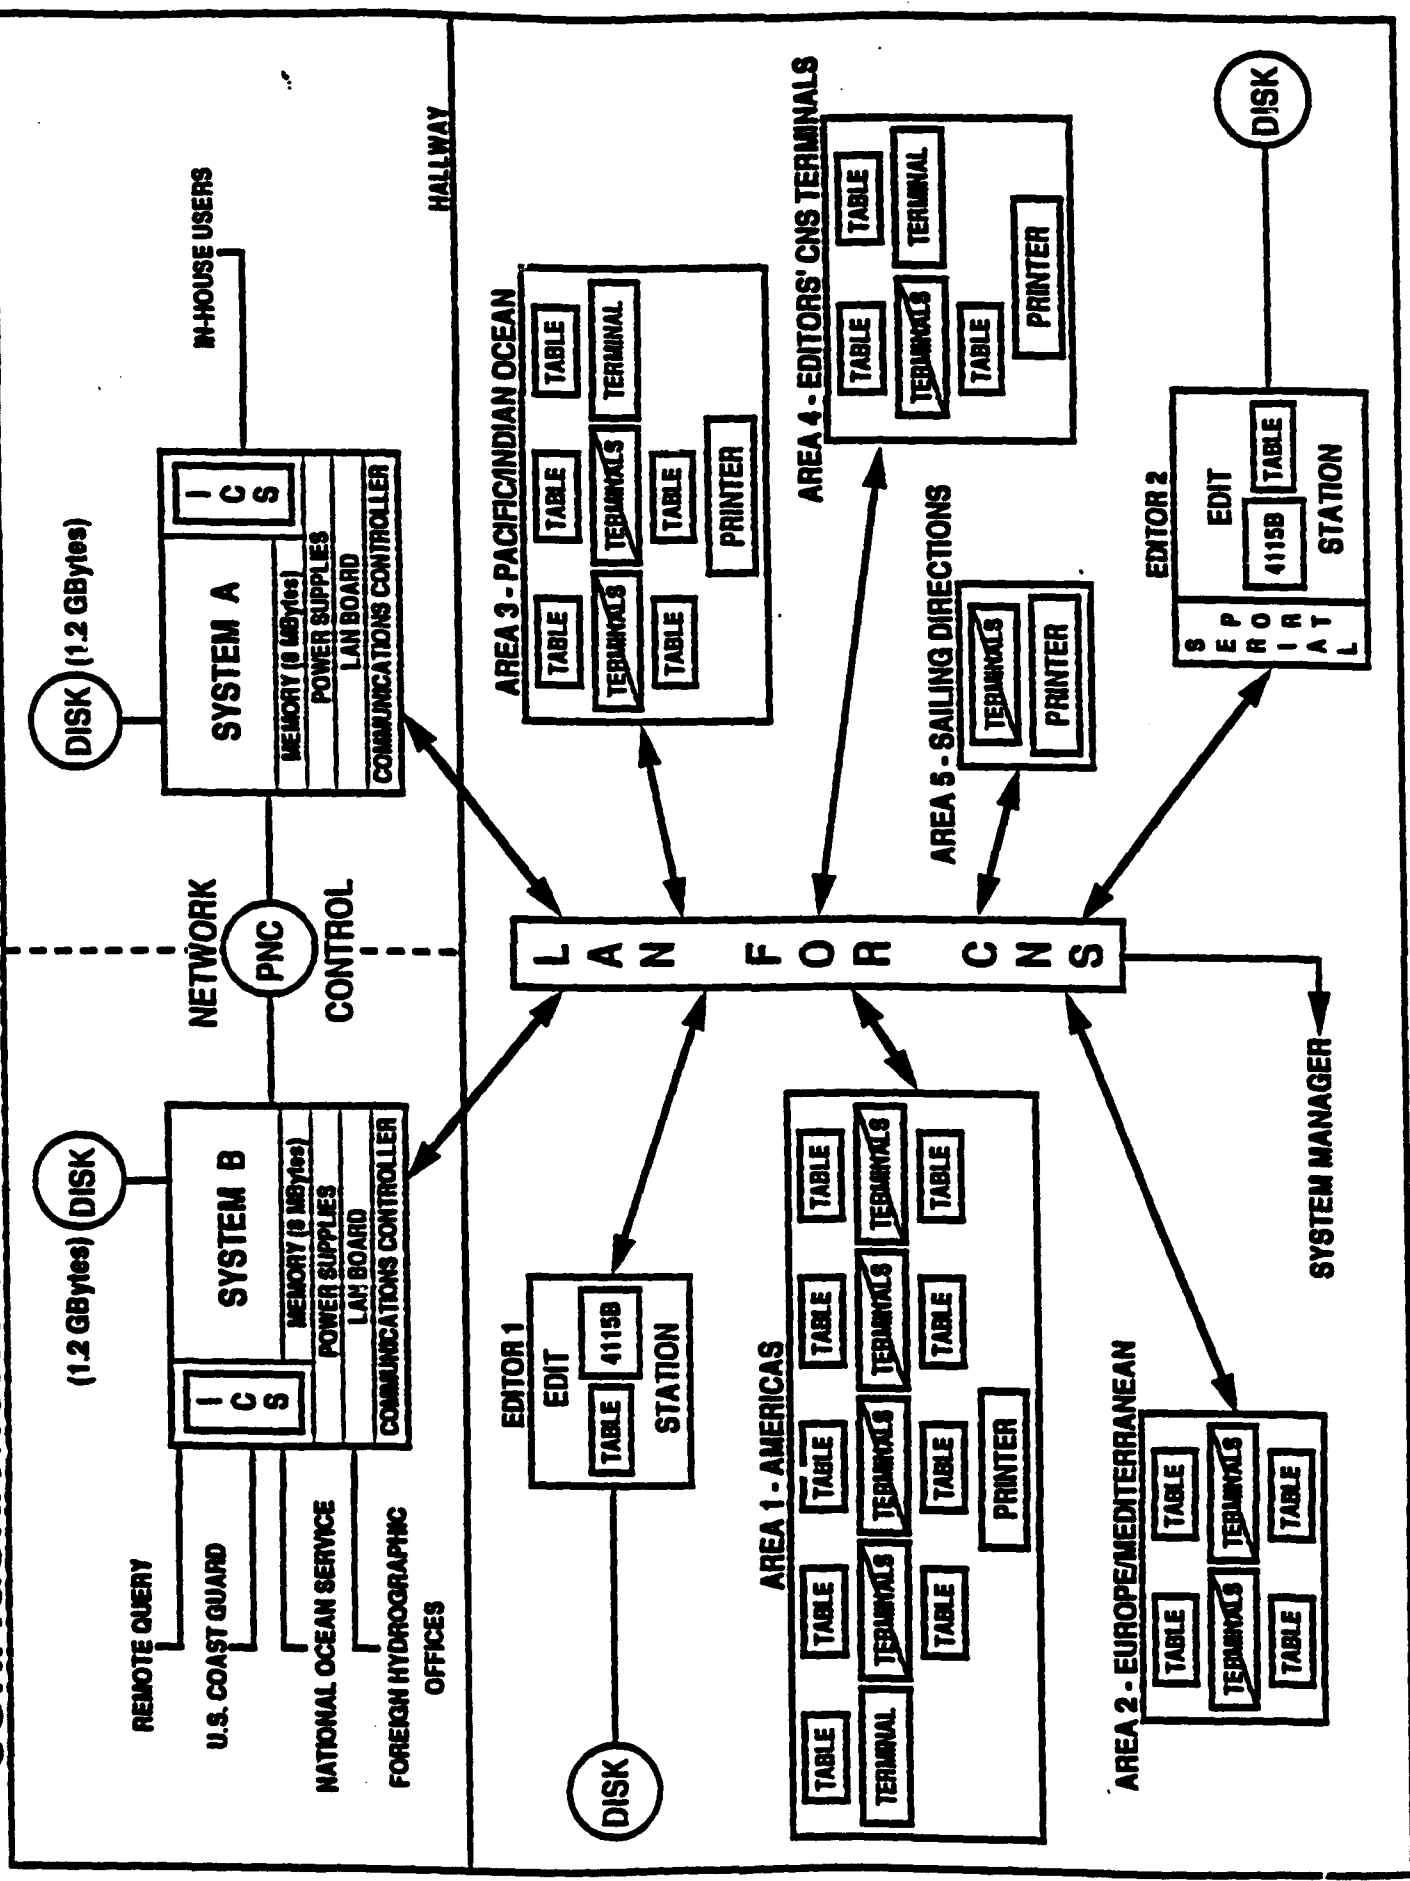 REMOTE QUERY
U.S. COAST GUARD
NATIONAL OCEAN SERVICE
FOREIGN HYDROGRAPHIC
OFFICES
(1.2 GBytes) DISK
I
C
S
SYSTEM B
MEMORY (8 MBytes)
POWER SUPPLIES
LAN BOARD
COMMUNICATIONS CONTROLLER
NETWORK
PNC
CONTROL
DISK (1.2 GBytes)
SYSTEM A
I
C
S
MEMORY (8 MBytes)
POWER SUPPLIES
LAN BOARD
COMMUNICATIONS CONTROLLER
IN-HOUSE USERS
HALLWAY
EDITOR 1
EDIT
TABLE 4115B
STATION
DISK
LAN FOR CNS
AREA 3 - PACIFIC/INDIAN OCEAN
TABLE TABLE TABLE
TERMINALS TERMINALS TERMINAL
TABLE TABLE
PRINTER
AREA 1 - AMERICAS
TABLE TABLE TABLE TABLE TABLE
TERMINAL TERMINALS TERMINALS TERMINALS TERMINALS
TABLE TABLE TABLE TABLE
PRINTER
AREA 4 - EDITORS' CNS TERMINALS
TABLE TABLE
TERMINALS TERMINAL
TABLE
PRINTER
AREA 5 - SAILING DIRECTIONS
TERMINALS
PRINTER
AREA 2 - EUROPE/MEDITERRANEAN
TABLE TABLE
TERMINALS TERMINALS
TABLE TABLE
SYSTEM MANAGER
EDITOR 2
S
E P
R O
I R
A T
L
EDIT
4115B TABLE
STATION
DISK